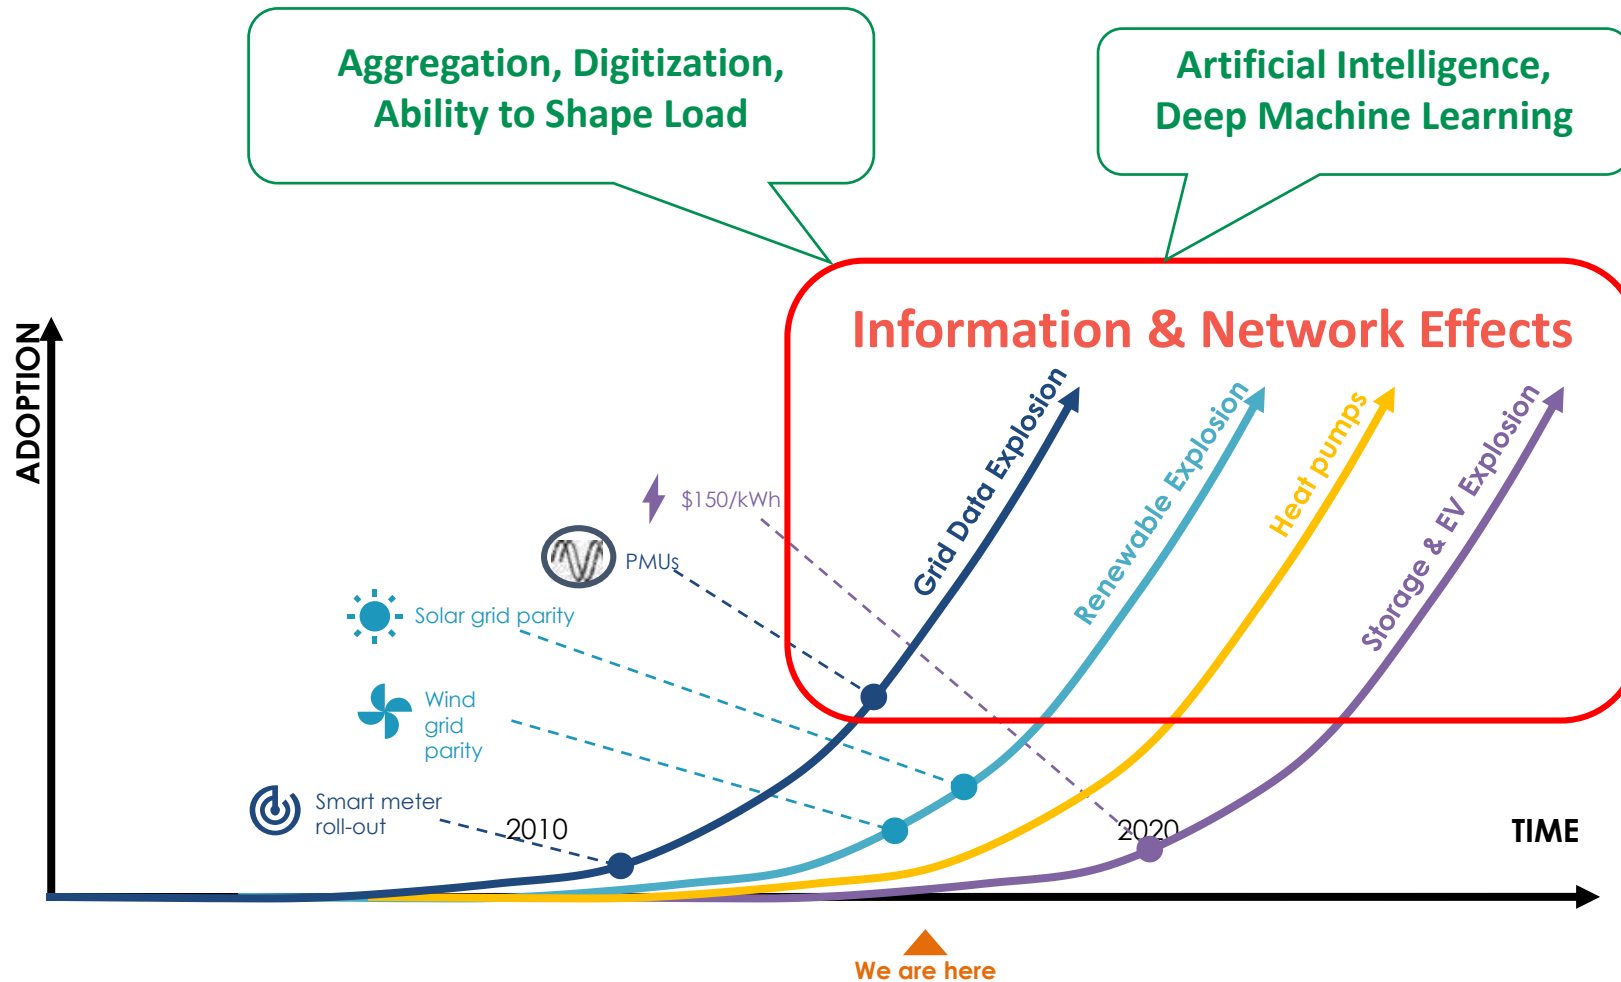 Aggregation, Digitization,
Ability to Shape Load
Artificial Intelligence,
Deep Machine Learning
Information & Network Effects
ADOPTION
Grid Data Explosion
Renewable Explosion
Heat pumps
Storage & EV Explosion
$150/kWh
PMUs
Solar grid parity
Wind
grid
parity
Smart meter
roll-out
2010
2020
TIME
We are here